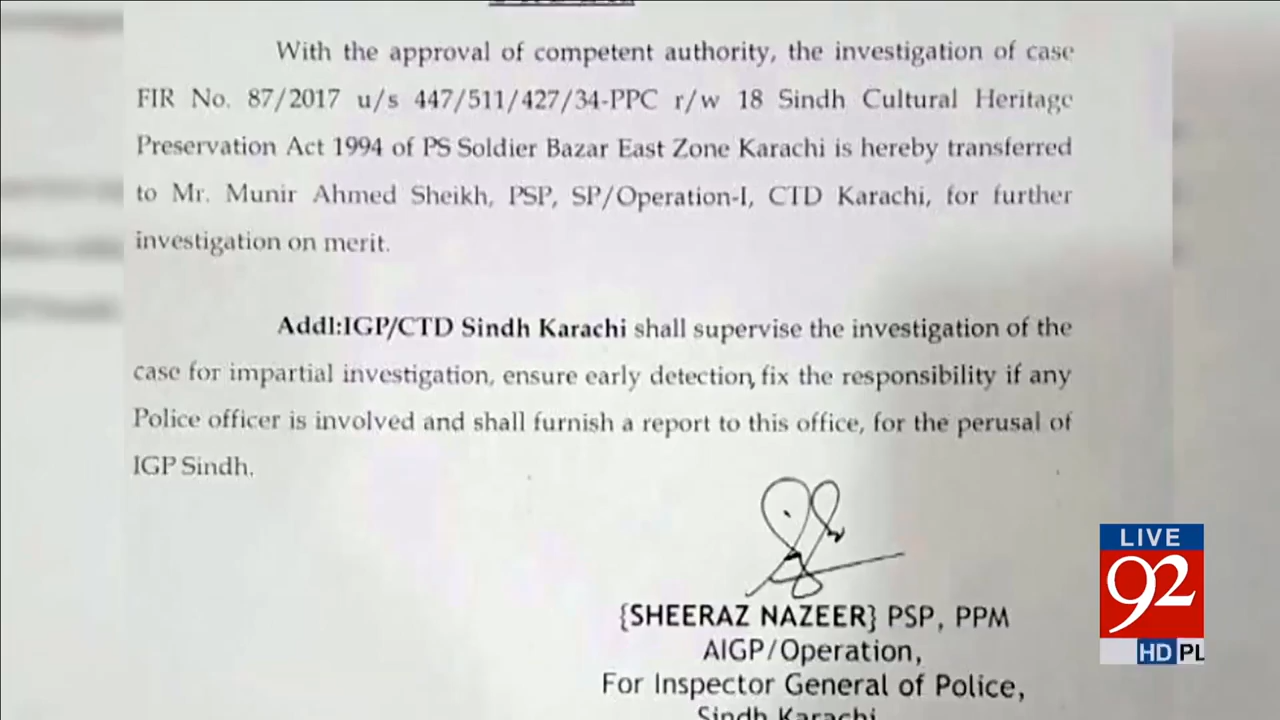 With the approval of competent authority, the investigation of case
FIR No. 87/2017 u/s 447/511/427/34-PPC r/w 18 Sindh Cultural Heritage
Preservation Act 1994 of PS Soldier Bazar East Zone Karachi is hereby transferred
to Mr. Munir Ahmed Sheikh, PSP, SP/Operation-I, CTD Karachi, for further
investigation on merit.
Addl:IGP/CTD Sindh Karachi shall supervise the investigation of the
case for impartial investigation, ensure early detection, fix the responsibility if any
Police officer is involved and shall furnish a report to this office, for the perusal of
IGP Sindh.
{SHEERAZ NAZEER} PSP, PPM
AIGP/Operation,
For Inspector General of Police,
Sindh Karachi
LIVE
92
HD PL